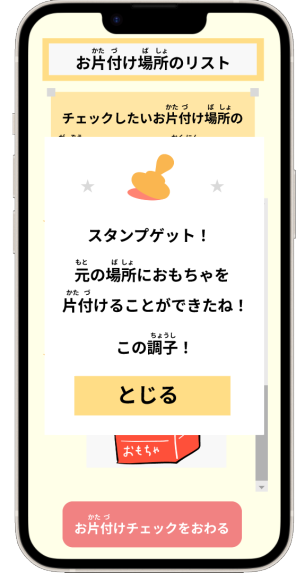 お片付け場所のリスト
チェックしたいお片付け場所の
スタンプゲット！
元の場所におもちゃを
片付けることができたね！
この調子！
とじる
おもちゃ
お片付けチェックをおわる